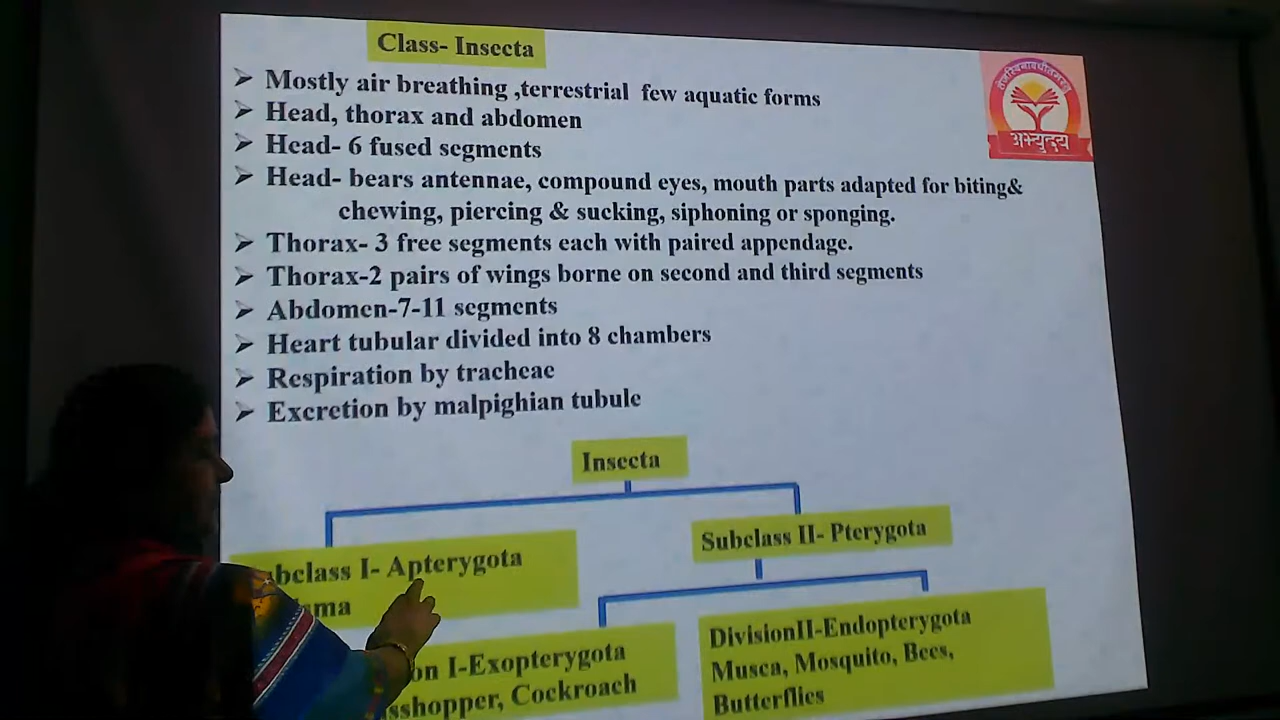 Class- Insecta
तेजस्विनावधीतमस्तु
अभ्युदय
➢ Mostly air breathing ,terrestrial few aquatic forms
➢ Head, thorax and abdomen
➢ Head- 6 fused segments
➢ Head- bears antennae, compound eyes, mouth parts adapted for biting&
chewing, piercing & sucking, siphoning or sponging.
➢ Thorax- 3 free segments each with paired appendage.
➢ Thorax-2 pairs of wings borne on second and third segments
➢ Abdomen-7-11 segments
➢ Heart tubular divided into 8 chambers
➢ Respiration by tracheae
➢ Excretion by malpighian tubule
Insecta
bclass I- Apterygota
ma
Subclass II- Pterygota
on I-Exopterygota
sshopper, Cockroach
DivisionII-Endopterygota
Musca, Mosquito, Bees,
Butterflies